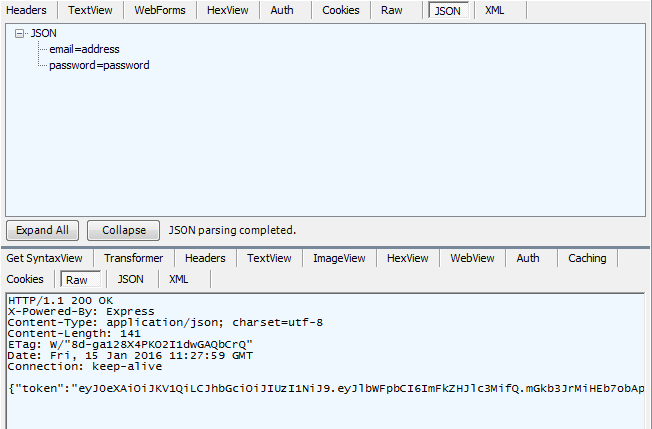 Headers TextView WebForms HexView Auth Cookies Raw JSON XML
JSON
email=address
password=password
Expand All Collapse JSON parsing completed.
Get SyntaxView Transformer Headers TextView ImageView HexView WebView Auth Caching
Cookies Raw JSON XML
HTTP/1.1 200 OK
X-Powered-By: Express
Content-Type: application/json; charset=utf-8
Content-Length: 141
ETag: W/"8d-ga128X4PKO2I1dwGAQbCrQ"
Date: Fri, 15 Jan 2016 11:27:59 GMT
Connection: keep-alive
{"token":"eyJ0eXAiOiJKV1QiLCJhbGciOiJIUzI1NiJ9.eyJlbWFpbCI6ImFkZHJlc3MifQ.mGkb3JrMiHEb7obAp